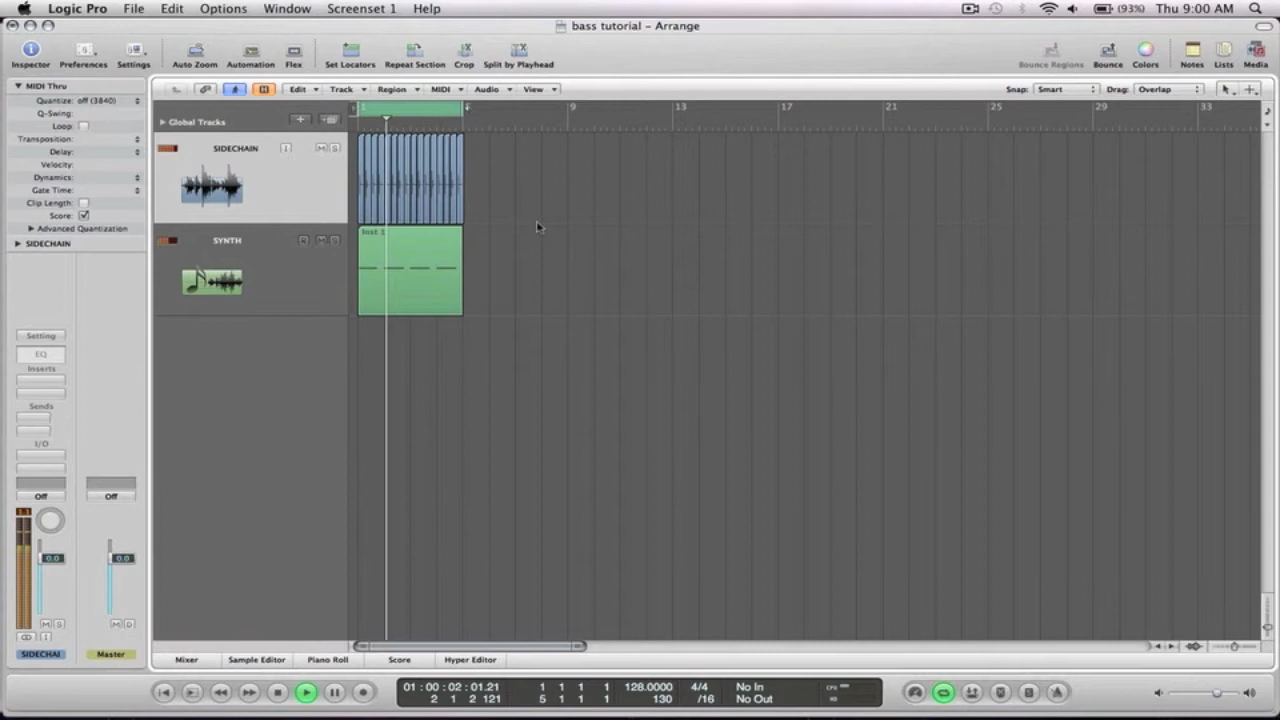 Logic Pro File Edit Options Window Screenset 1 Help (93%) Thu 9:00 AM
bass tutorial – Arrange
Inspector Preferences Settings Auto Zoom Automation Flex Set Locators Repeat Section Crop Split by Playhead Bounce Regions Bounce Colors Notes Lists Media
MIDI Thru Edit Track Region MIDI Audio View Snap: Smart Drag: Overlap
Quantize: off (3840)
Q-Swing:
Loop:
Transposition:
Delay:
Velocity:
Dynamics:
Gate Time:
Clip Length:
Score:
Advanced Quantization
SIDECHAIN
1 9 13 17 21 25 29 33
Global Tracks
SIDECHAIN I M S
SYNTH R M S
Inst 1
Setting
EQ
Inserts
Sends
I/O
Off Off
0.0 0.0
M S M D
I
SIDECHAI Master
Mixer Sample Editor Piano Roll Score Hyper Editor
01 : 00 : 02 : 01.21 1 1 1 1 128.0000 4/4 No In CPU
2 1 2 121 5 1 1 1 130 /16 No Out HD